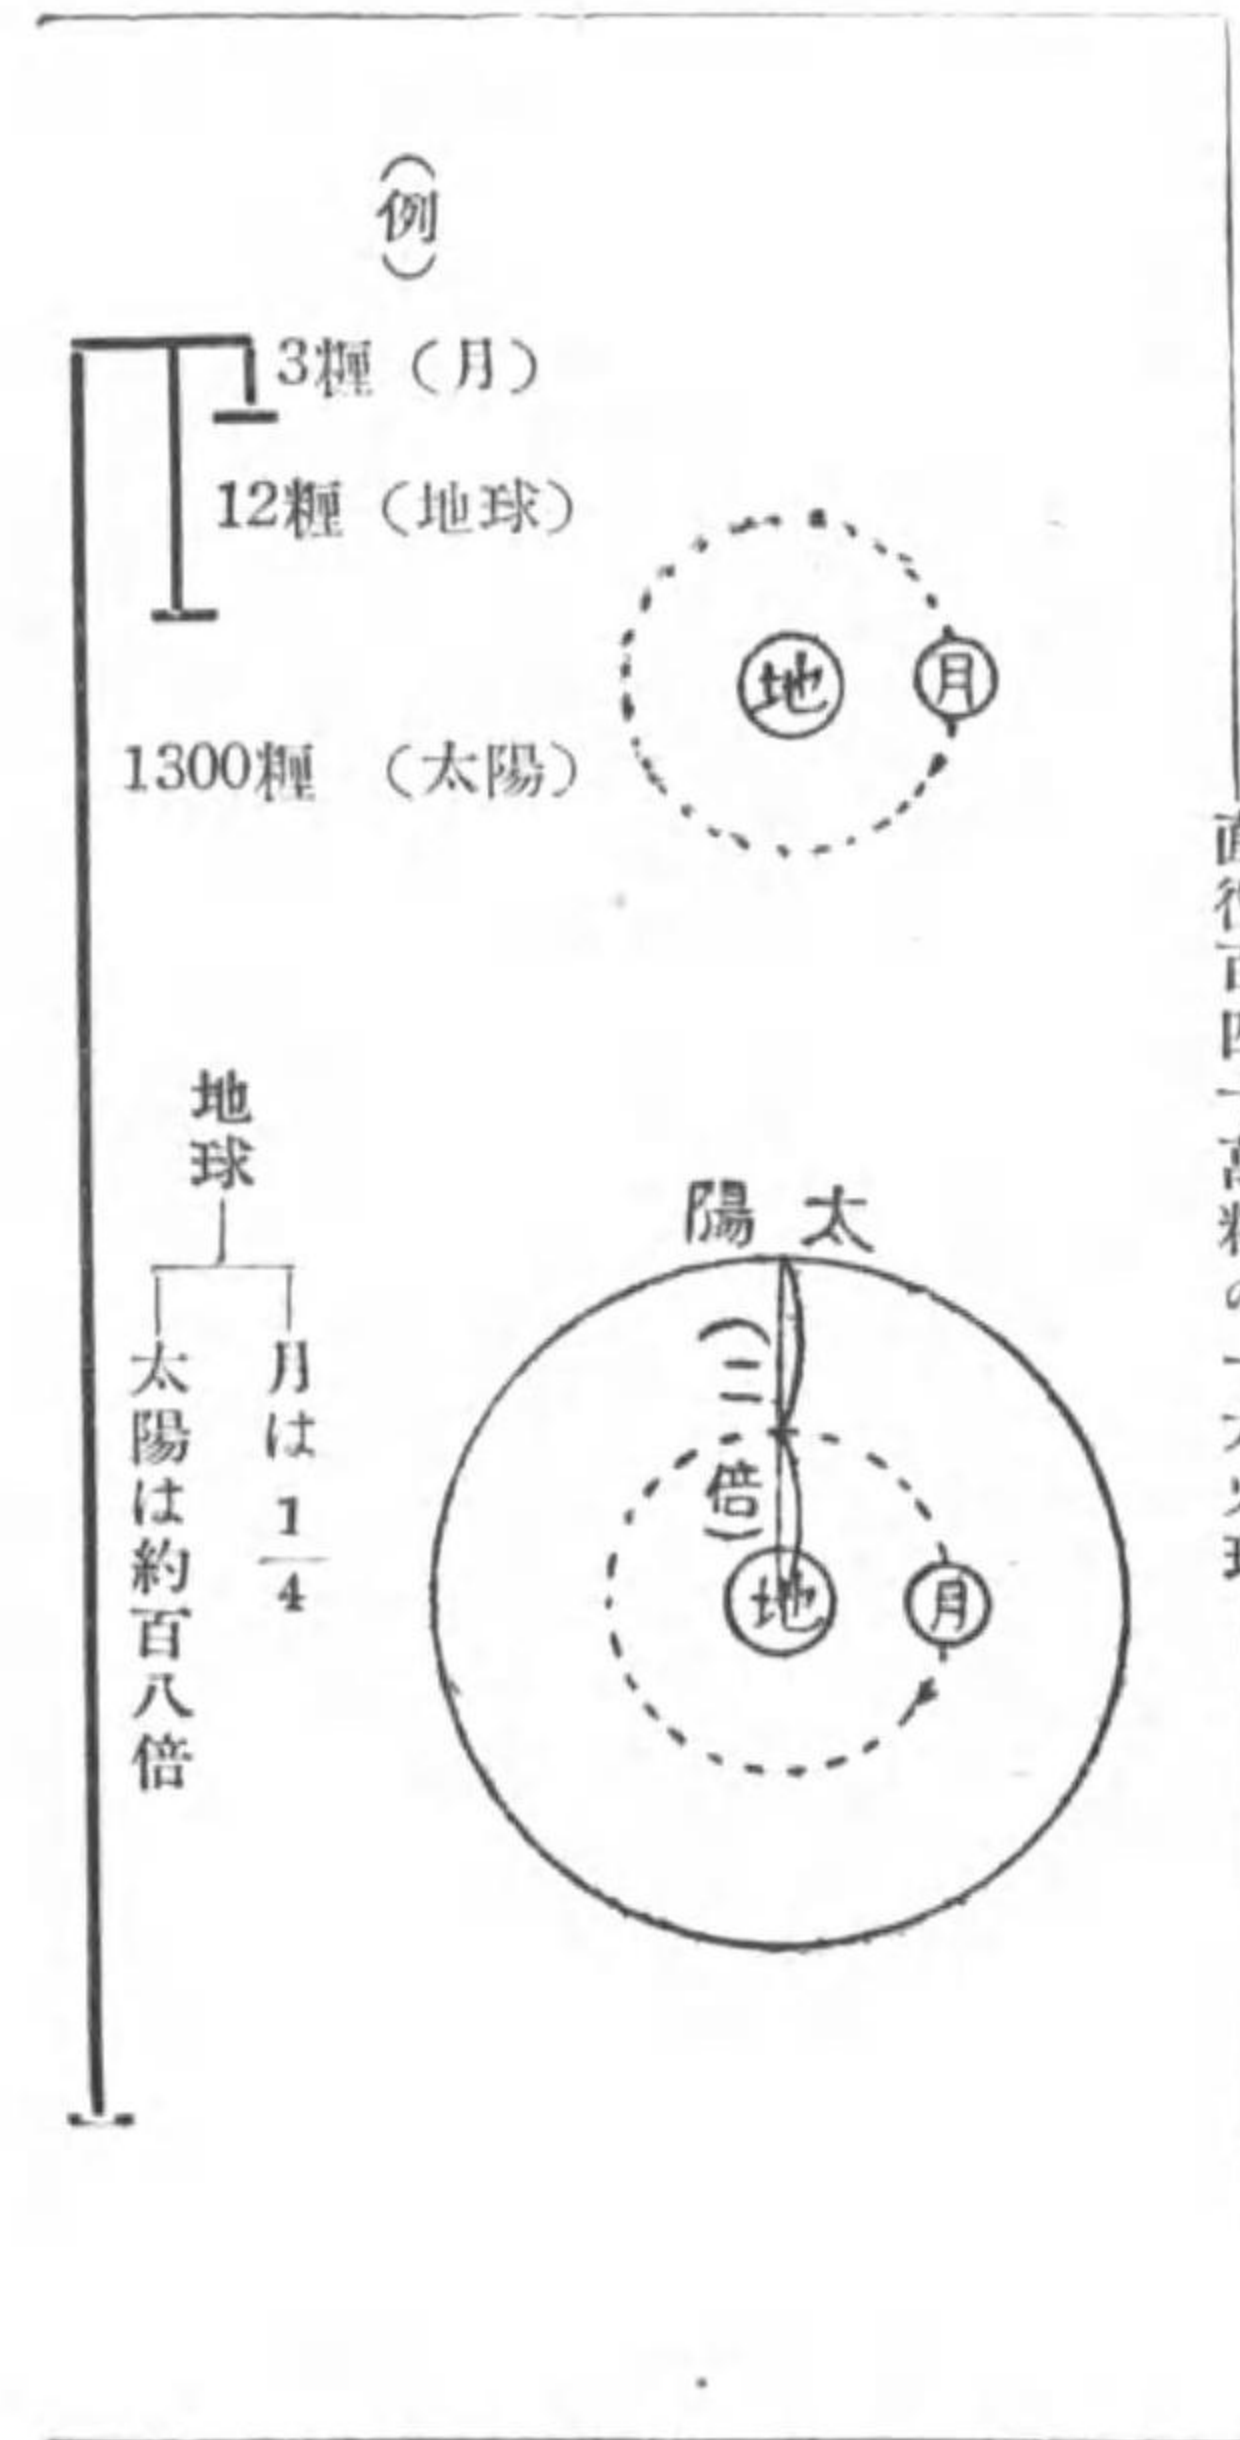 (例)
3糎(月)
12糎(地球)
1300糎 (太陽)
地
月
地球
月は 1/4
太陽は約百八倍
陽太
(二倍)
地
月